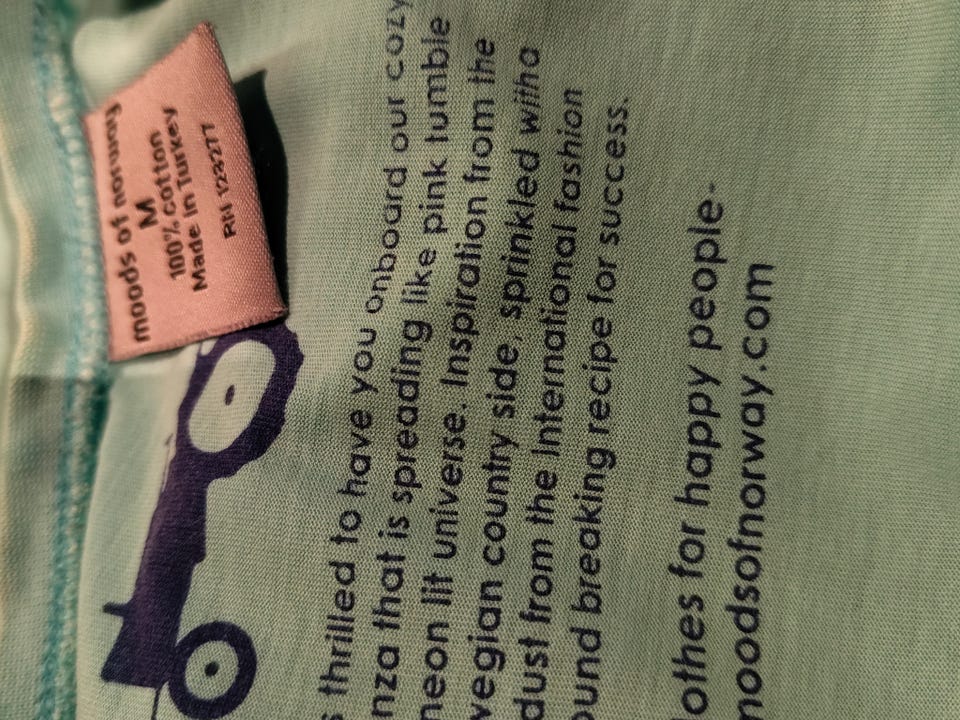 moods of norway
M
100% cotton
Made in Turkey
RN 123277
s thrilled to have you onboard our cozy
nza that is spreading like pink tumble
neon lit universe. Inspiration from the
vegian country side, sprinkled with a
dust from the International fashion
ound breaking recipe for success.
lothes for happy people-
moodsofnorway.com